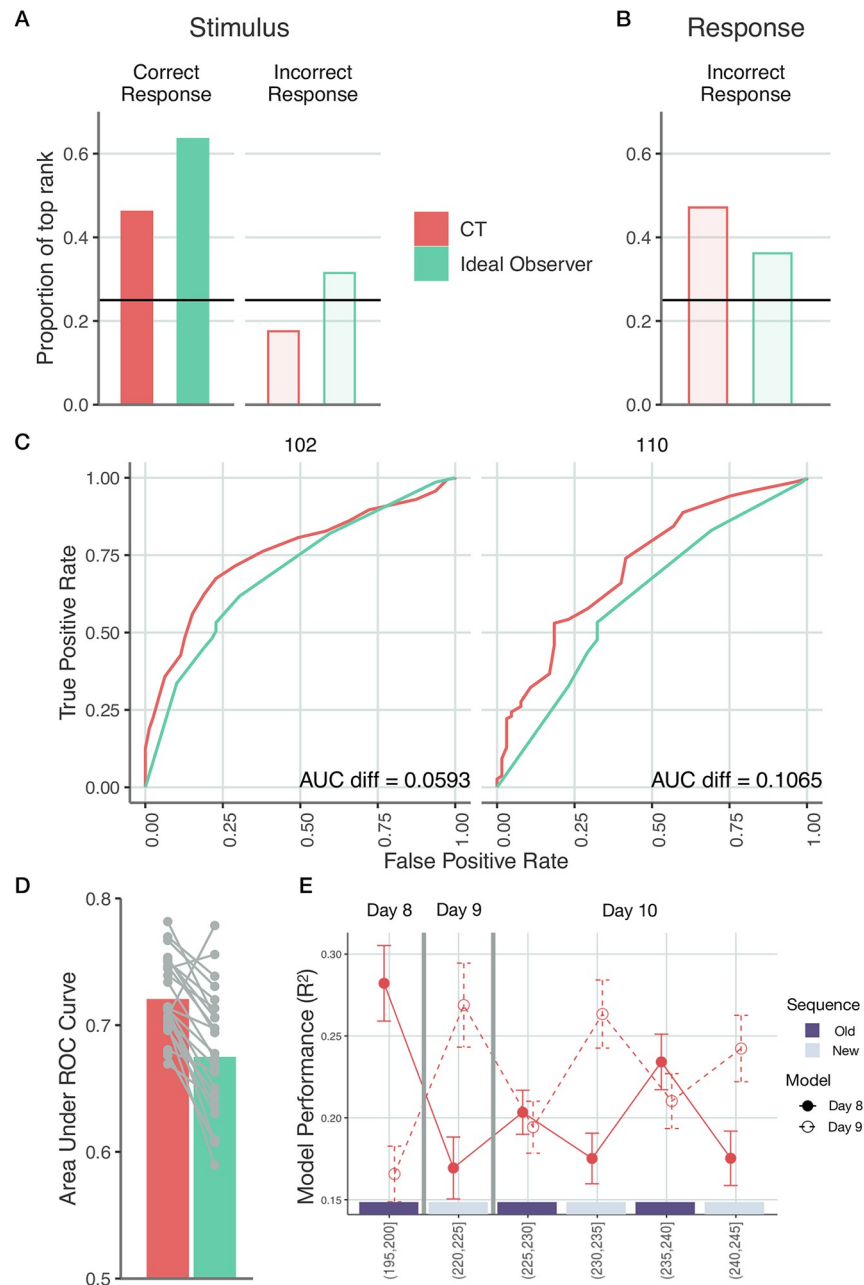 A
Stimulus
B
Response
Correct
Response
Incorrect
Response
Incorrect
Response
Proportion of top rank
0.6
0.4
0.2
0.0
CT
Ideal Observer
0.6
0.4
0.2
0.0
C
102
110
True Positive Rate
1.00
0.75
0.50
0.25
0.00
AUC diff = 0.0593
AUC diff = 0.1065
0.00
0.25
0.50
0.75
1.00
0.00
0.25
0.50
0.75
1.00
False Positive Rate
D
Area Under ROC Curve
0.8
0.7
0.6
0.5
E
Day 8
Day 9
Day 10
Model Performance (R²)
0.30
0.25
0.20
0.15
(195,200]
(220,225]
(225,230]
(230,235]
(235,240]
(240,245]
Sequence
Old
New
Model
Day 8
Day 9